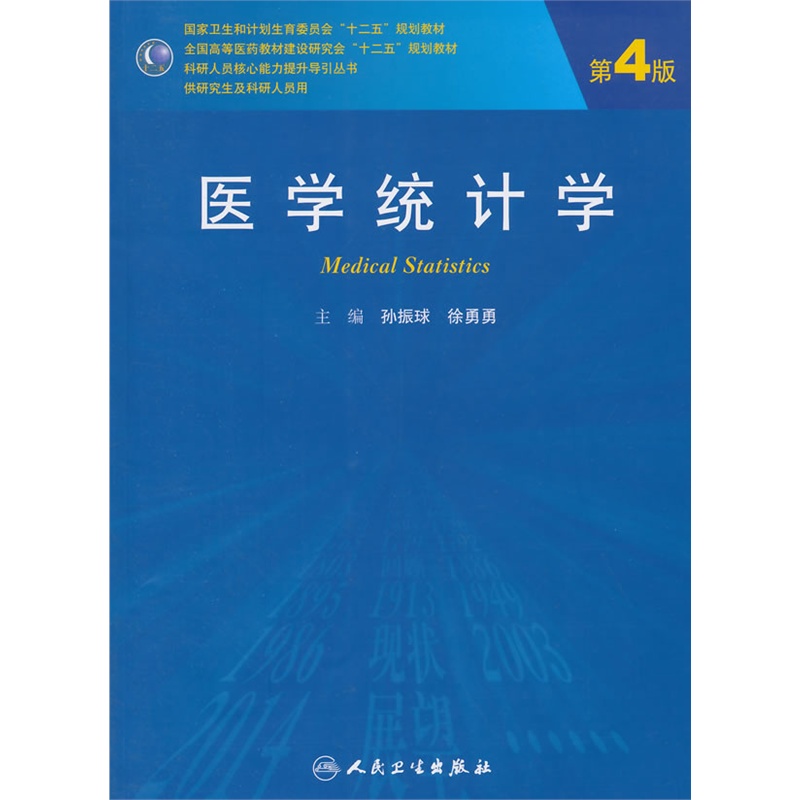 国家卫生和计划生育委员会“十二五”规划教材
全国高等医药教材建设研究会“十二五”规划教材
科研人员核心能力提升导引丛书
供研究生及科研人员用
第4版
医学统计学
Medical Statistics
主 编 孙振球 徐勇勇
1895 1913 1949
1986 现状 2003
2014 展望
人民卫生出版社